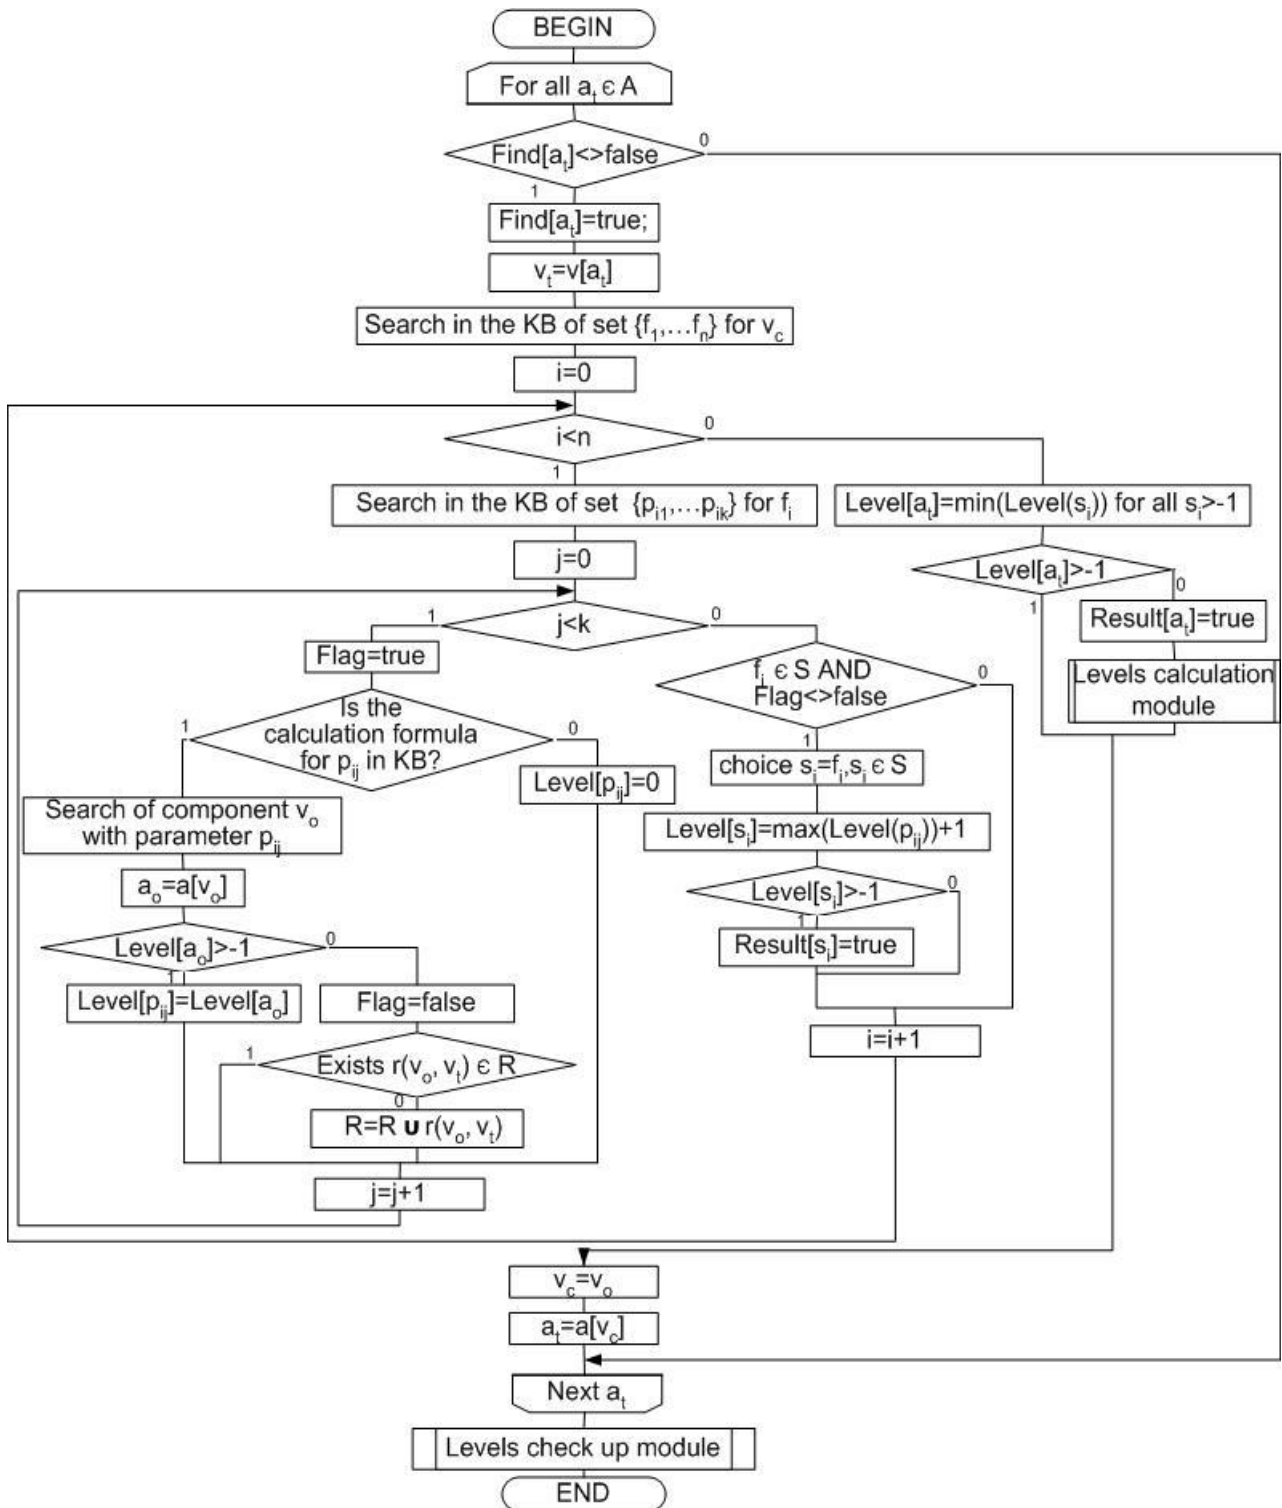 BEGIN
For all a_t ϵ A
Find[a_t]<>false
0
1
Find[a_t]=true;
v_t=v[a_t]
Search in the KB of set {f_1,...f_n} for v_c
i=0
i<n
0
1
Search in the KB of set {p_i1,...p_ik} for f_i
Level[a_t]=min(Level(s_i)) for all s_i>-1
j=0
Level[a_t]>-1
0
1
Result[a_t]=true
Levels calculation
module
j<k
1
0
Flag=true
f_i ϵ S AND
Flag<>false
0
1
Is the
calculation formula
for p_ij in KB?
1
0
Level[p_ij]=0
choice s_i=f_i,s_i ϵ S
Search of component v_o
with parameter p_ij
Level[s_i]=max(Level(p_ij))+1
a_o=a[v_o]
Level[s_i]>-1
0
1
Result[s_i]=true
Level[a_o]>-1
0
1
Level[p_ij]=Level[a_o]
Flag=false
i=i+1
Exists r(v_o, v_t) ϵ R
1
0
R=R ∪ r(v_o, v_t)
j=j+1
v_c=v_o
a_t=a[v_c]
Next a_t
Levels check up module
END